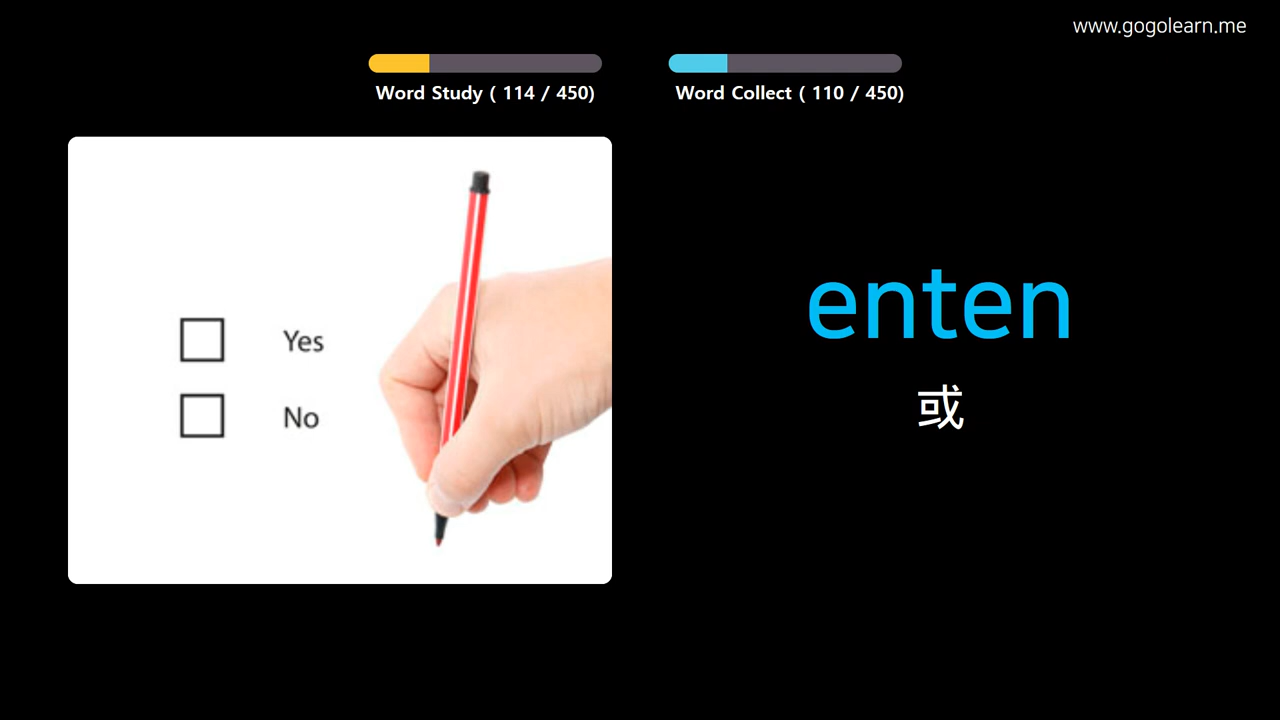 www.gogolearn.me
Word Study ( 114 / 450)
Word Collect ( 110 / 450)
Yes
No
enten
或